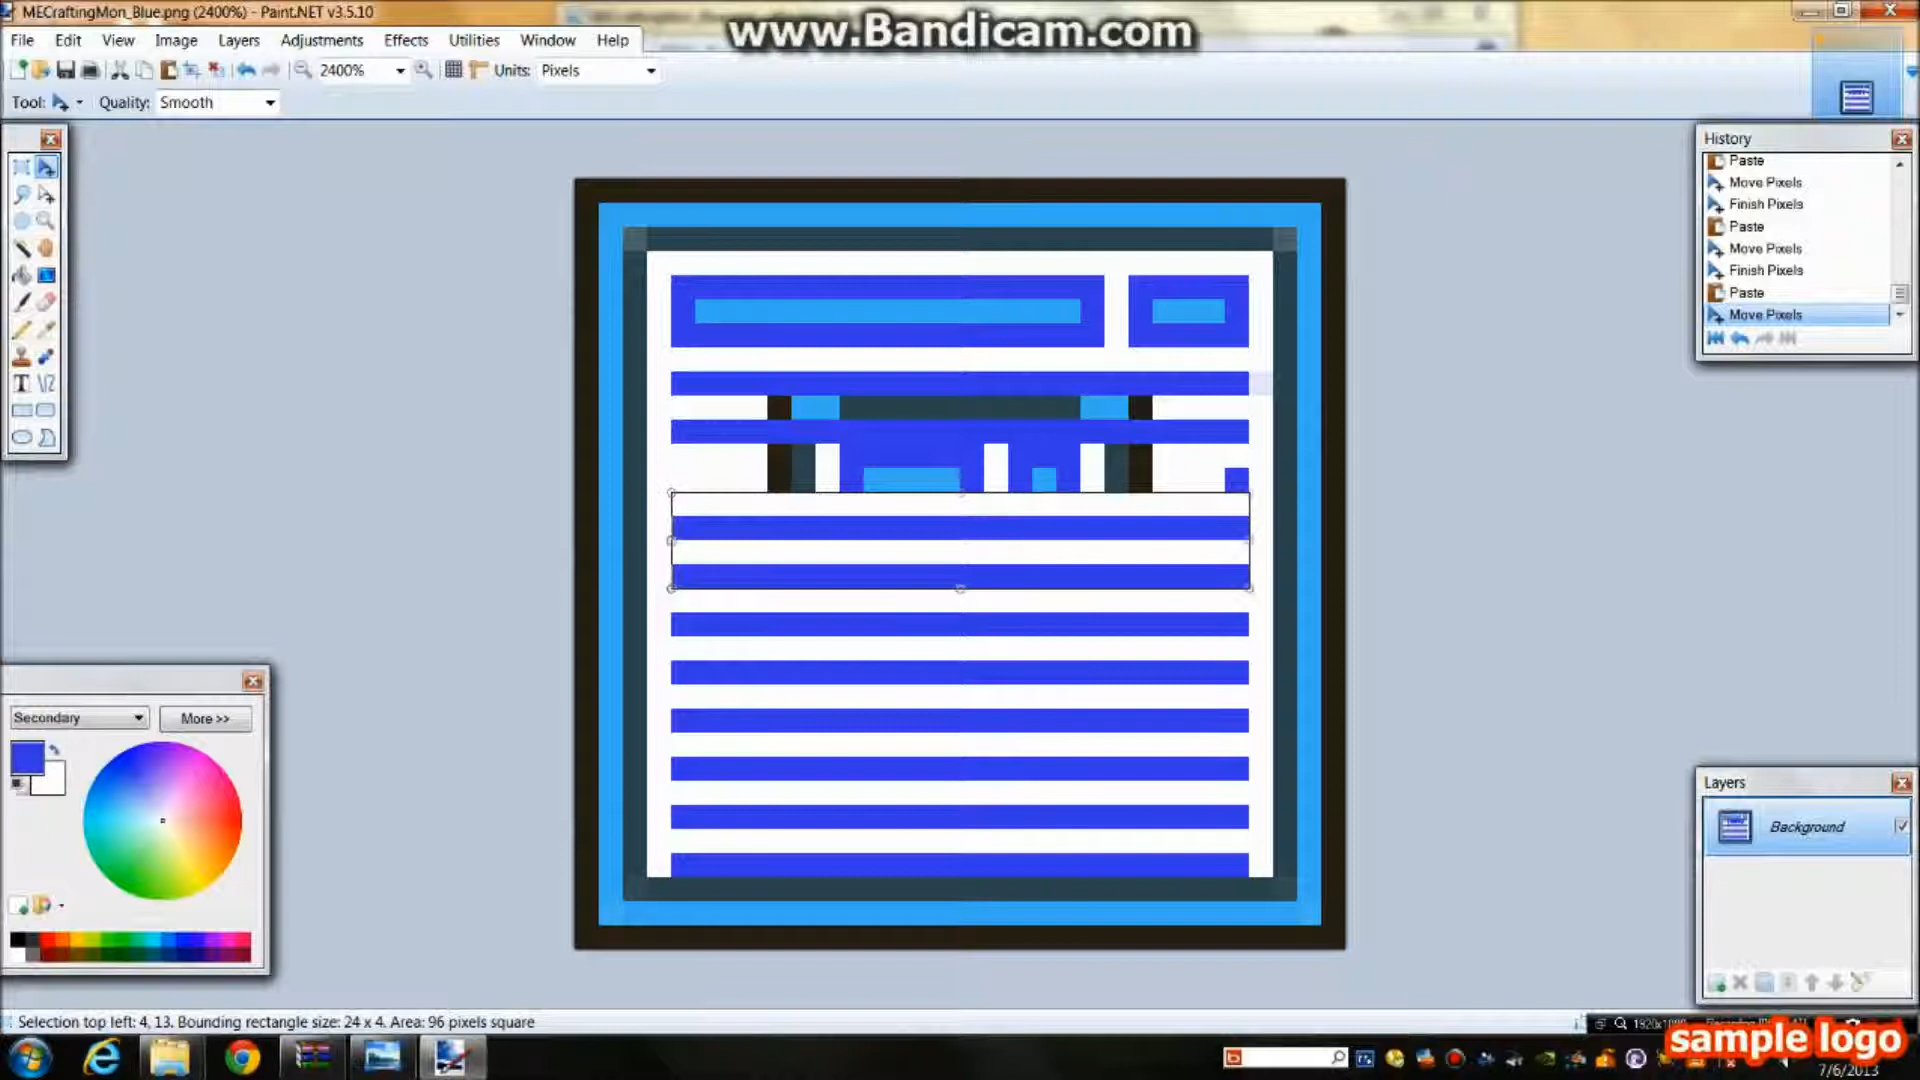 MECraftingMon_Blue.png (2400%) - Paint.NET v3.5.10
www.Bandicam.com
File Edit View Image Layers Adjustments Effects Utilities Window Help
2400% Units: Pixels
Tool: Quality: Smooth
History
Paste
Move Pixels
Finish Pixels
Paste
Move Pixels
Finish Pixels
Paste
Move Pixels
Secondary More >>
Layers
Background
Selection top left: 4, 13. Bounding rectangle size: 24 x 4. Area: 96 pixels square
sample logo
7/6/2013